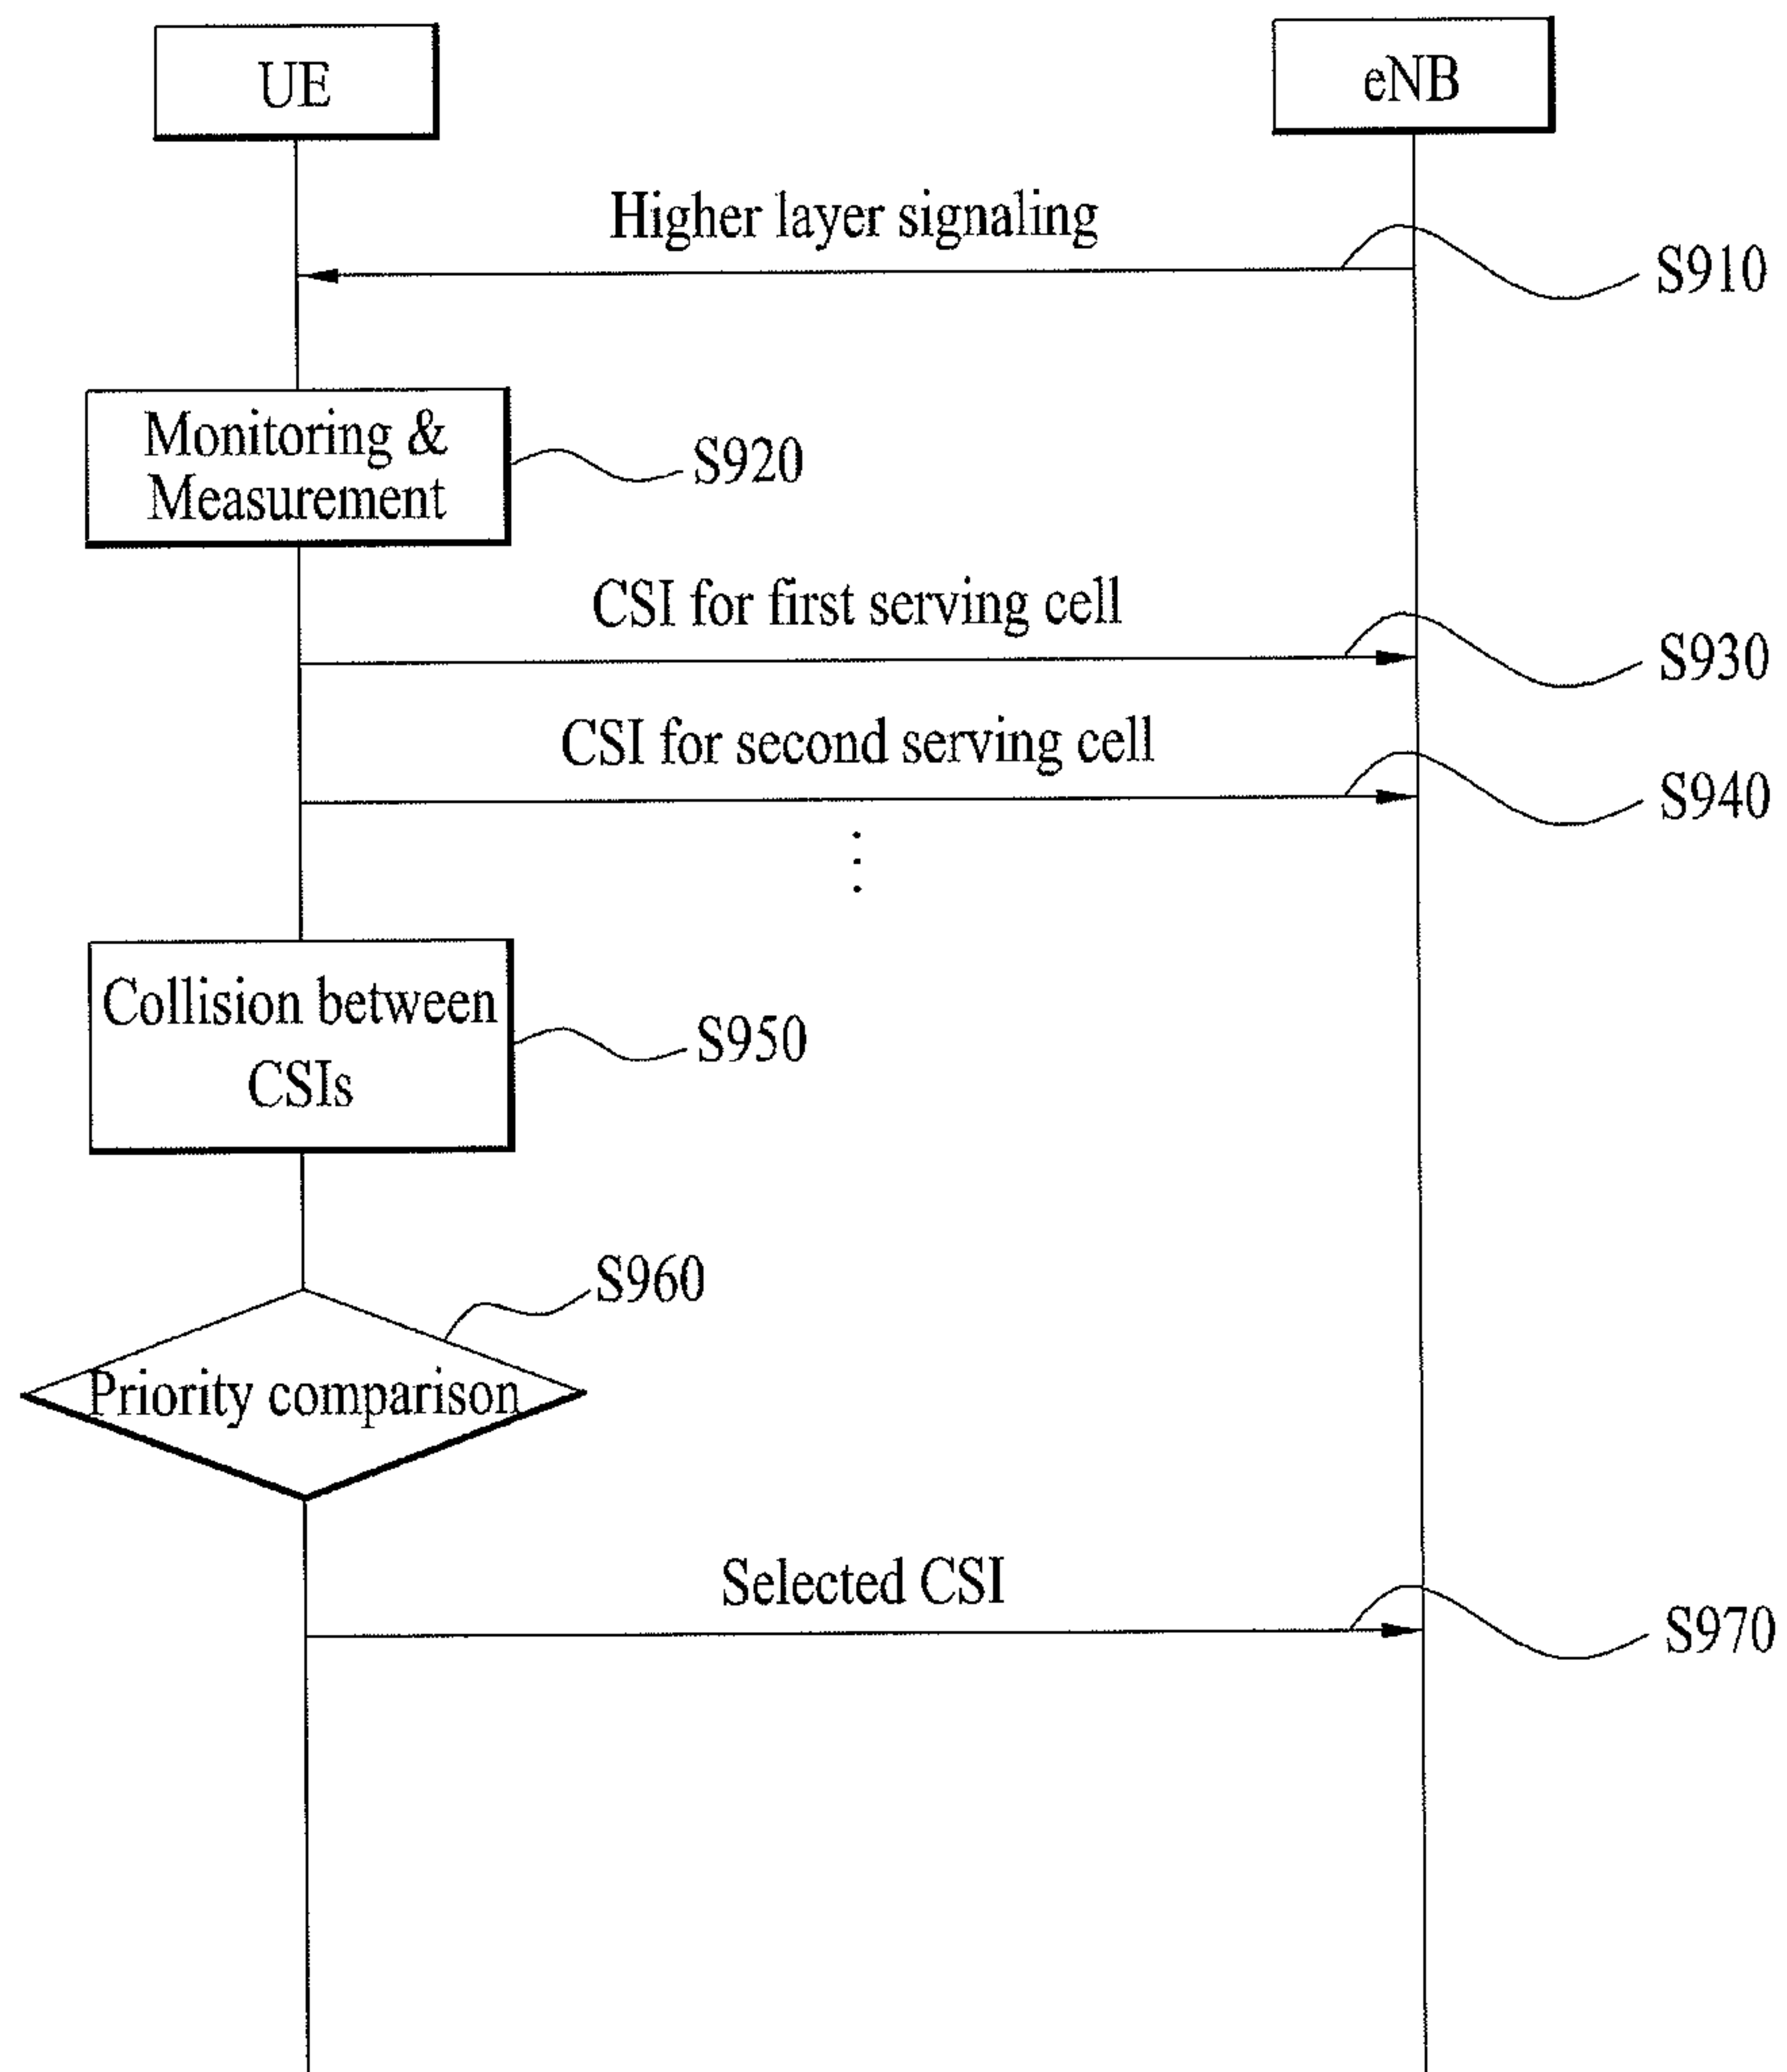 UE
eNB
Higher layer signaling
S910
Monitoring &
Measurement
S920
CSI for first serving cell
S930
CSI for second serving cell
S940
Collision between
CSIs
S950
S960
Priority comparison
Selected CSI
S970